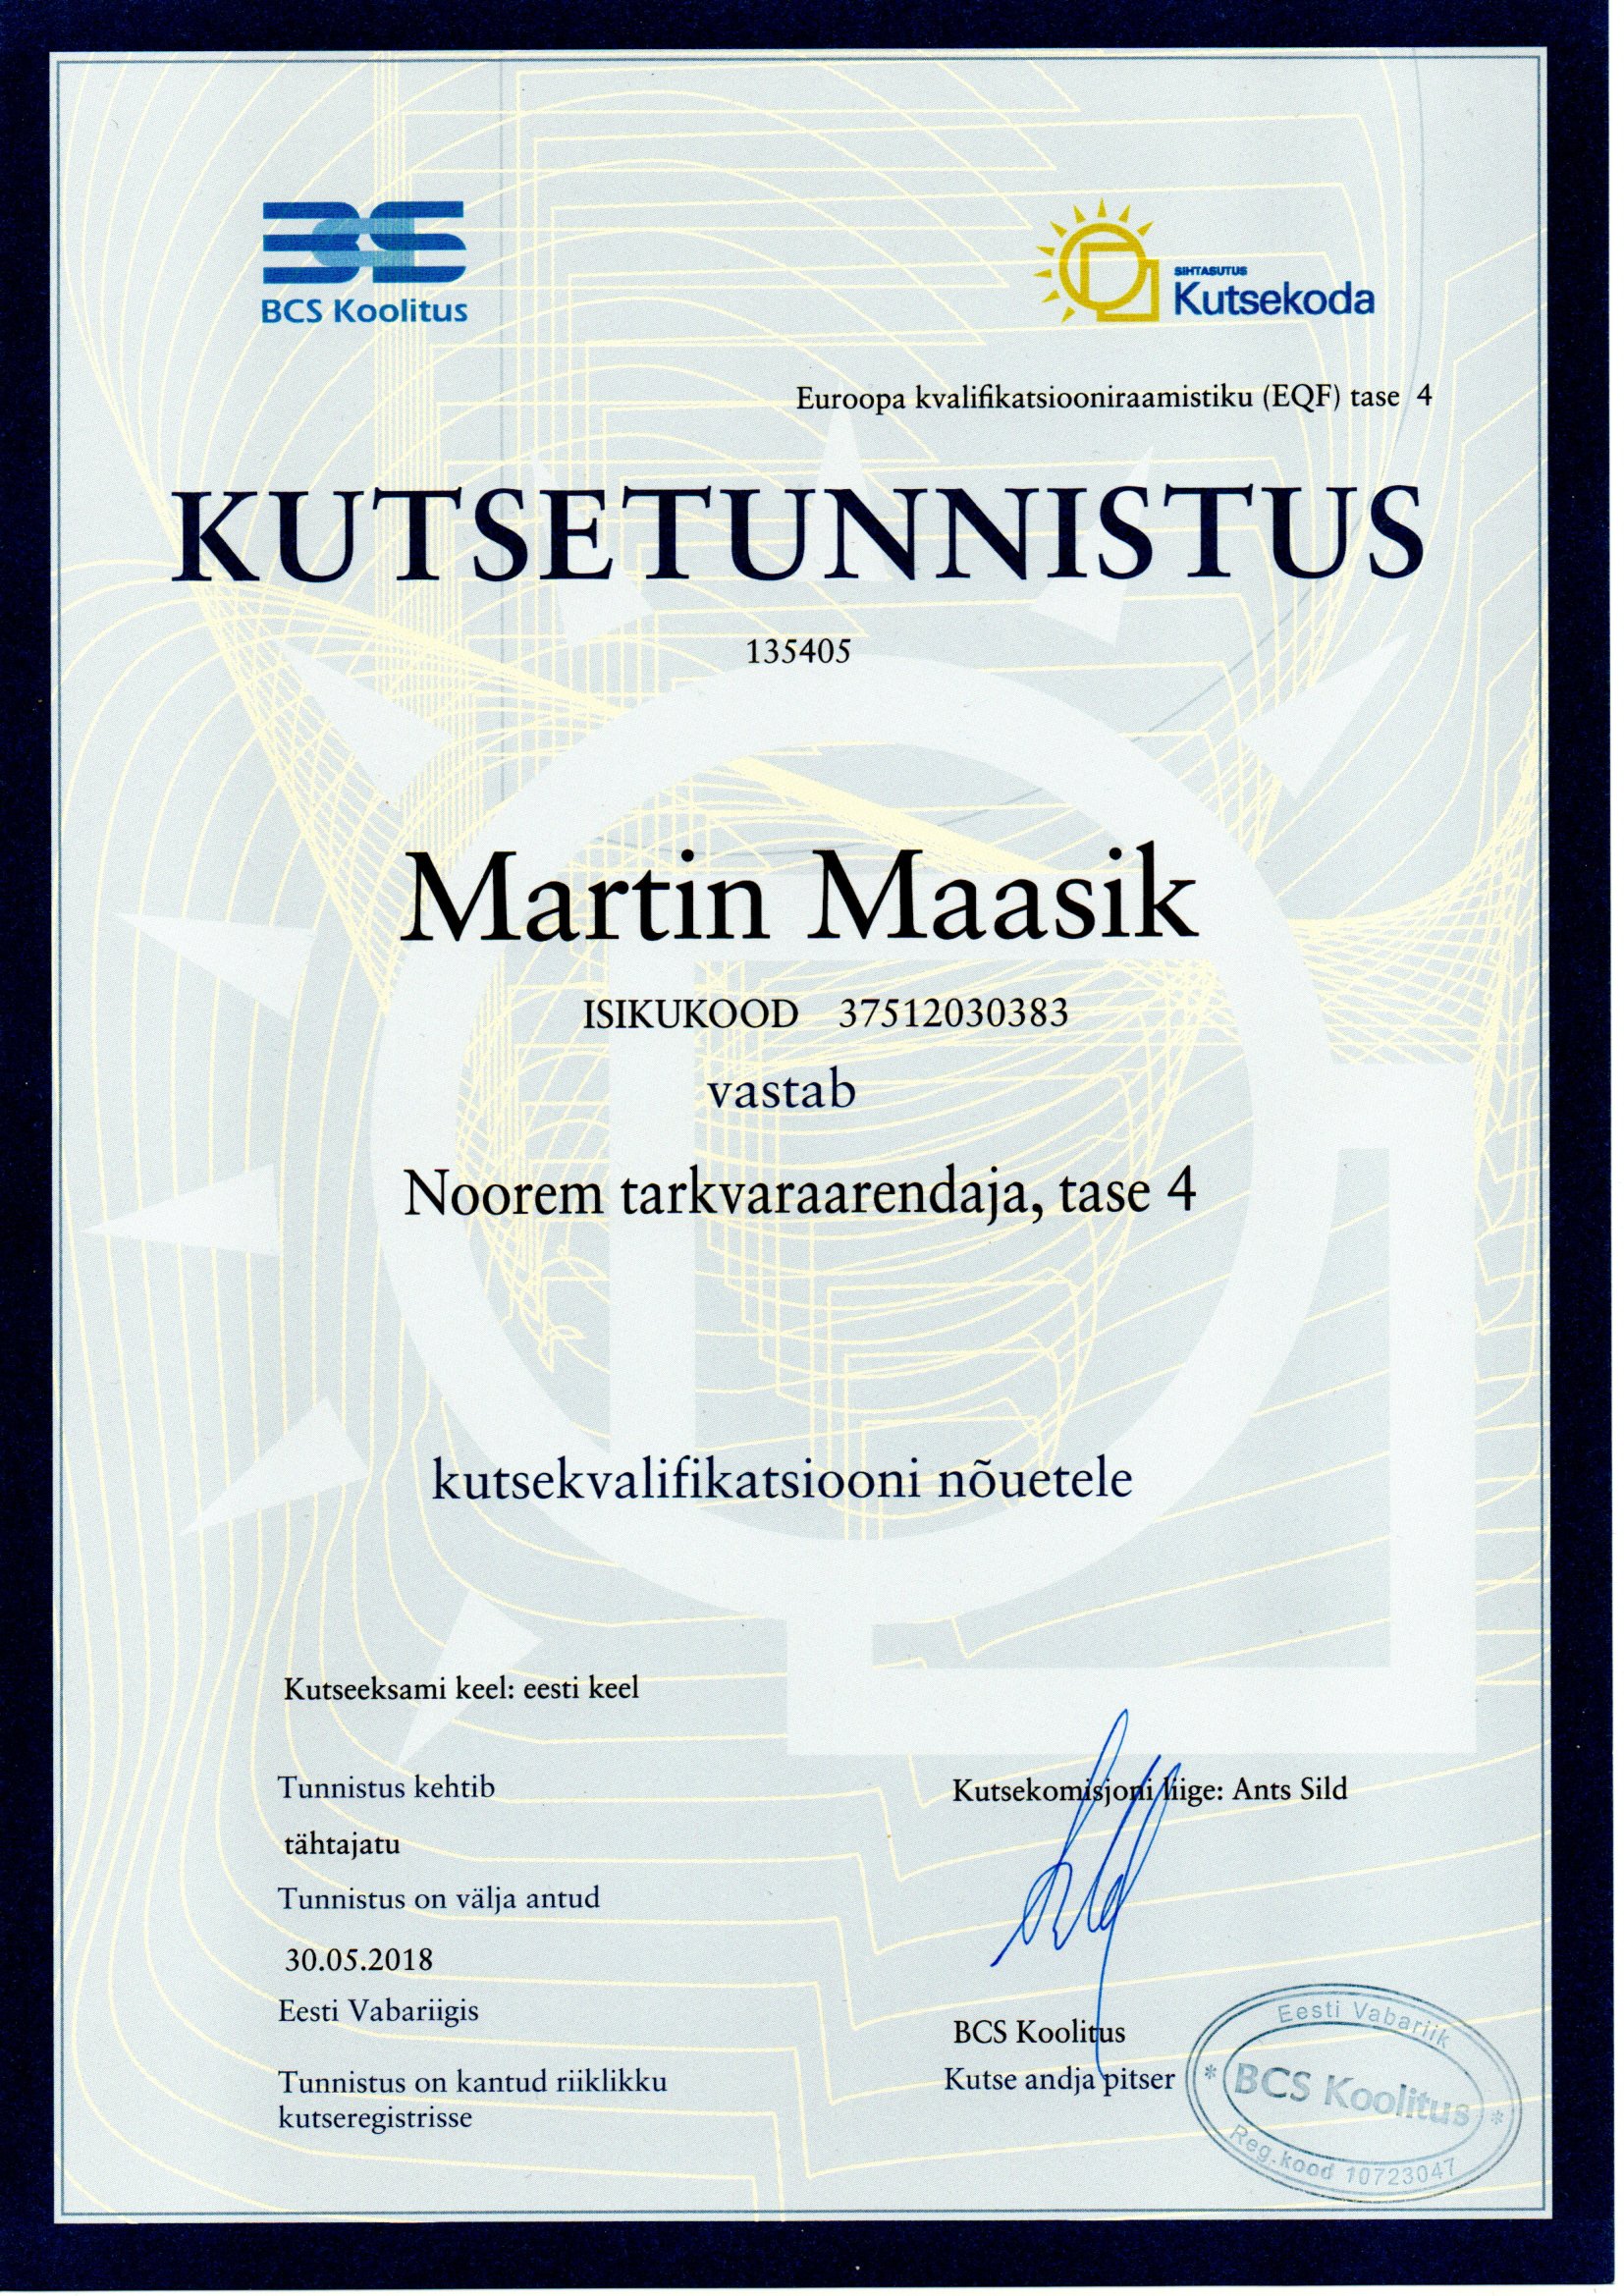 BCS Koolitus
SIHTASUTUS
Kutsekoda
Euroopa kvalifikatsiooniraamistiku (EQF) tase 4
KUTSETUNNISTUS
135405
Martin Maasik
ISIKUKOOD 37512030383
vastab
Noorem tarkvaraarendaja, tase 4
kutsekvalifikatsiooni nõuetele
Kutseeksami keel: eesti keel
Tunnistus kehtib
tähtajatu
Tunnistus on välja antud
30.05.2018
Eesti Vabariigis
Tunnistus on kantud riiklikku
kutseregistrisse
Kutsekomisjoni liige: Ants Sild
BCS Koolitus
Kutse andja pitser
Eesti Vabariik
* BCS Koolitus *
Reg.kood 10723047